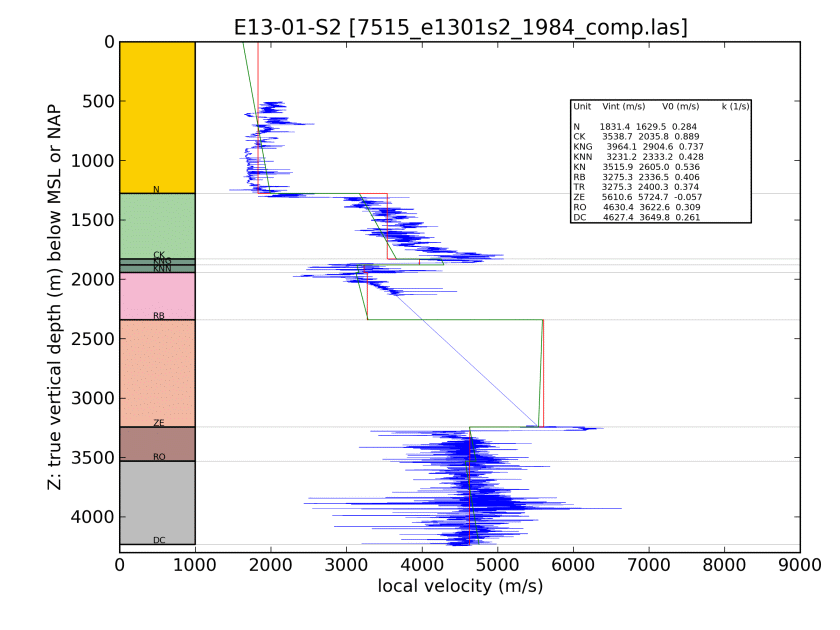 E13-01-S2 [7515_e1301s2_1984_comp.las]
Z: true vertical depth (m) below MSL or NAP
0
500
1000
1500
2000
2500
3000
3500
4000
N
CK
KNG
KNN
RB
ZE
RO
DC
Unit Vint (m/s) V0 (m/s) k (1/s)
N 1831.4 1629.5 0.284
CK 3538.7 2035.8 0.889
KNG 3964.1 2904.6 0.737
KNN 3231.2 2333.2 0.428
KN 3515.9 2605.0 0.536
RB 3275.3 2336.5 0.406
TR 3275.3 2400.3 0.374
ZE 5610.6 5724.7 -0.057
RO 4630.4 3622.6 0.309
DC 4627.4 3649.8 0.261
0 1000 2000 3000 4000 5000 6000 7000 8000 9000
local velocity (m/s)